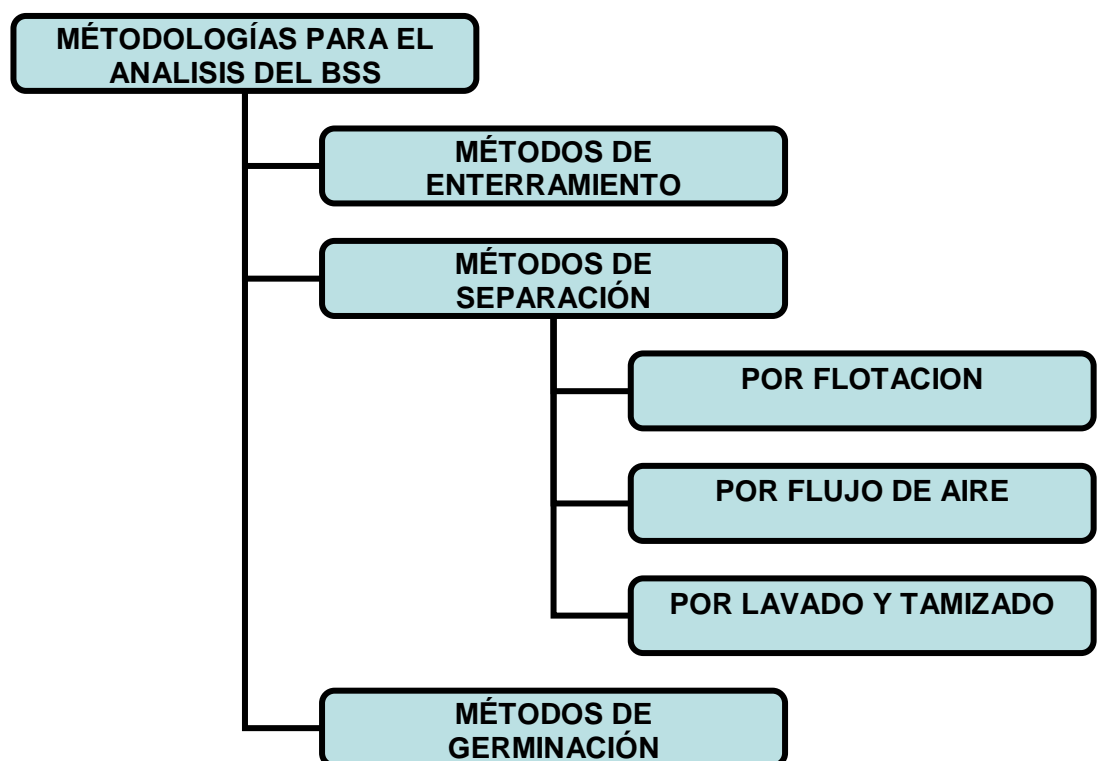 MÉTODOLOGÍAS PARA EL
ANALISIS DEL BSS
MÉTODOS DE
ENTERRAMIENTO
MÉTODOS DE
SEPARACIÓN
POR FLOTACION
POR FLUJO DE AIRE
POR LAVADO Y TAMIZADO
MÉTODOS DE
GERMINACIÓN